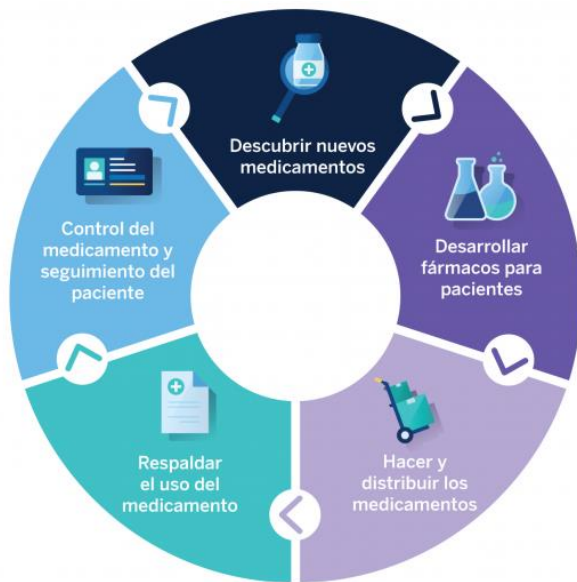 Descubrir nuevos
medicamentos
Desarrollar
fármacos para
pacientes
Hacer y
distribuir los
medicamentos
Respaldar
el uso del
medicamento
Control del
medicamento y
seguimiento del
paciente